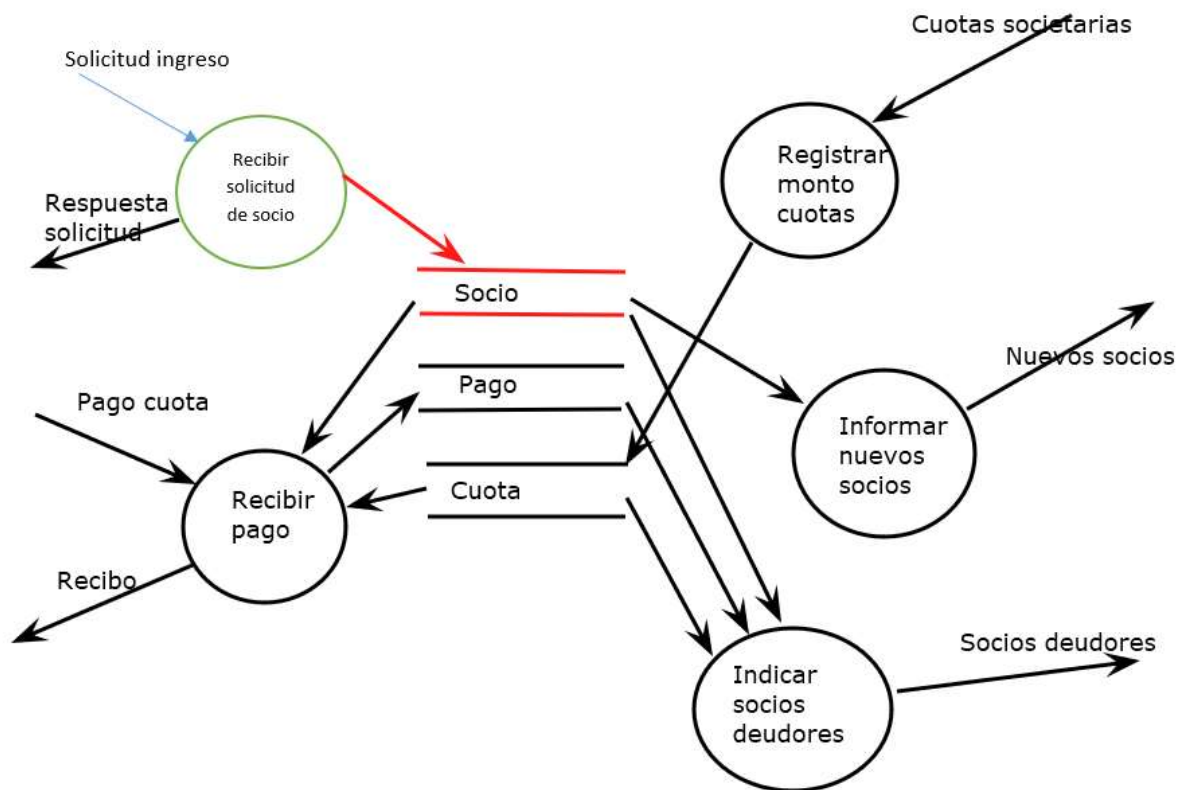 Cuotas societarias
Solicitud ingreso
Recibir
solicitud
de socio
Registrar
monto
cuotas
Respuesta
solicitud
Socio
Nuevos socios
Pago
Pago cuota
Informar
nuevos
socios
Cuota
Recibir
pago
Recibo
Socios deudores
Indicar
socios
deudores